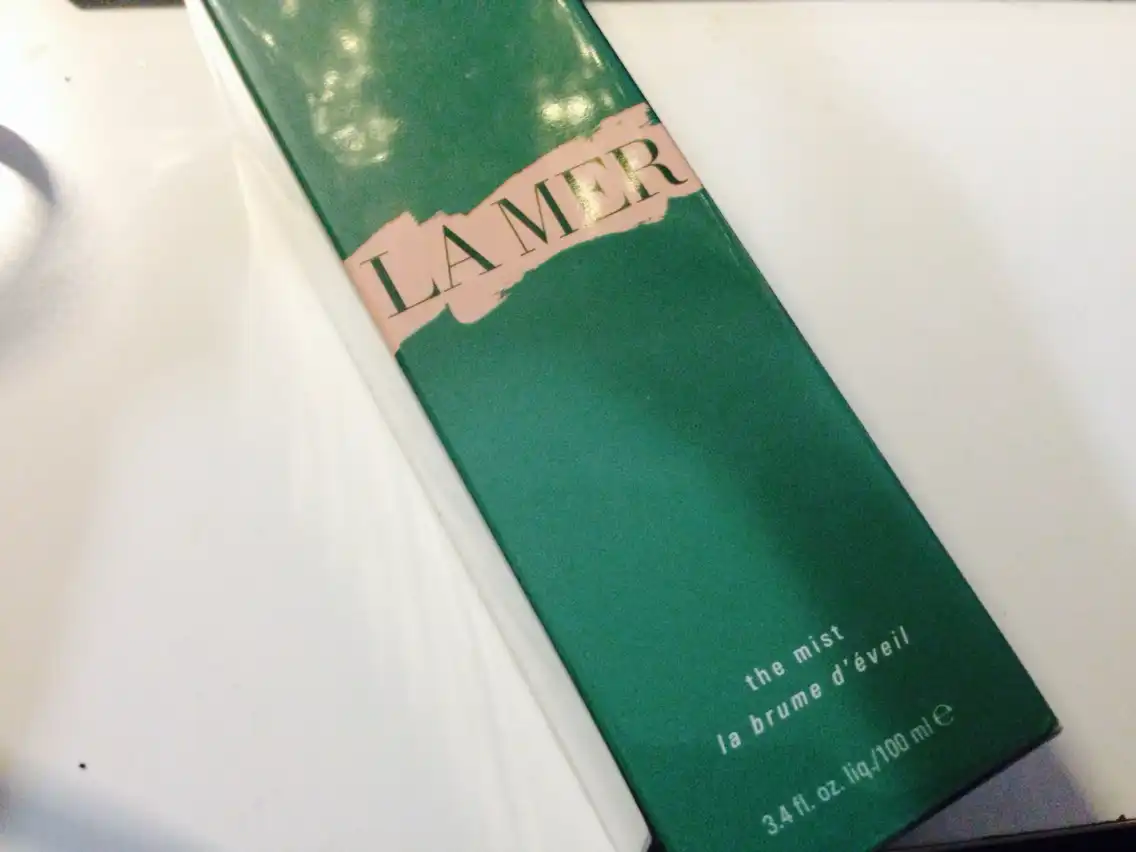 LA MER
the mist
la brume d'éveil
3.4 fl. oz. liq./100 ml ℮